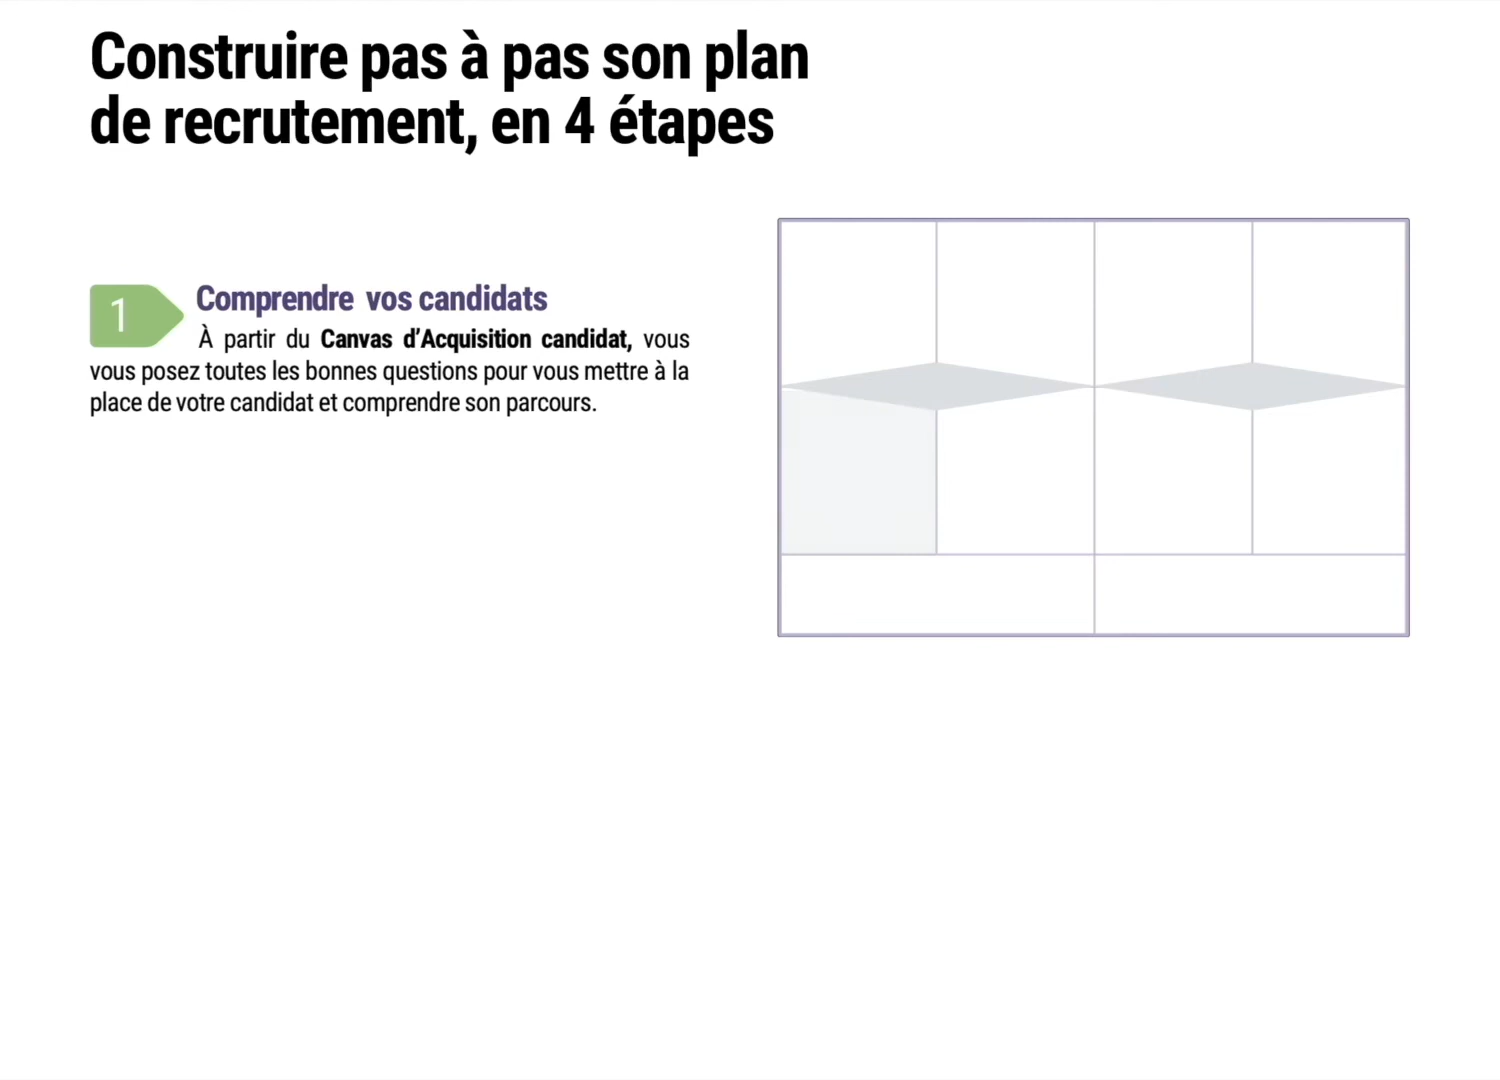 Construire pas à pas son plan
de recrutement, en 4 étapes
1
Comprendre vos candidats
À partir du Canvas d’Acquisition candidat, vous
vous posez toutes les bonnes questions pour vous mettre à la
place de votre candidat et comprendre son parcours.